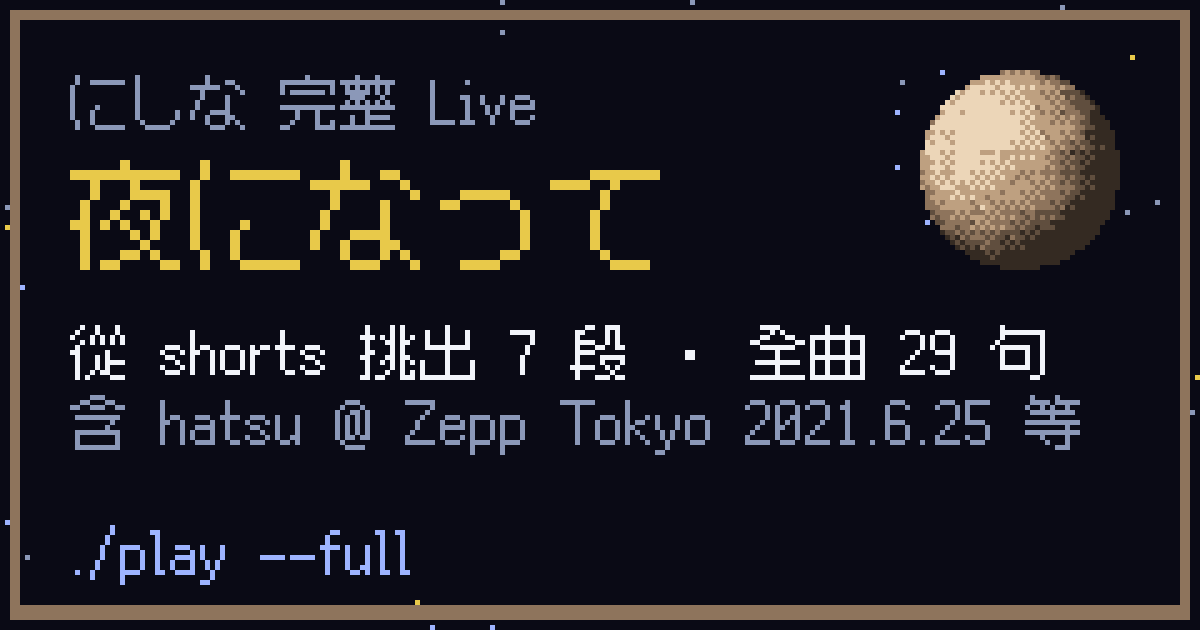 にしな 完整 Live
夜になって
從 shorts 挑出 7 段 · 全曲 29 句
含 hatsu @ Zepp Tokyo 2021.6.25 等
./play --full